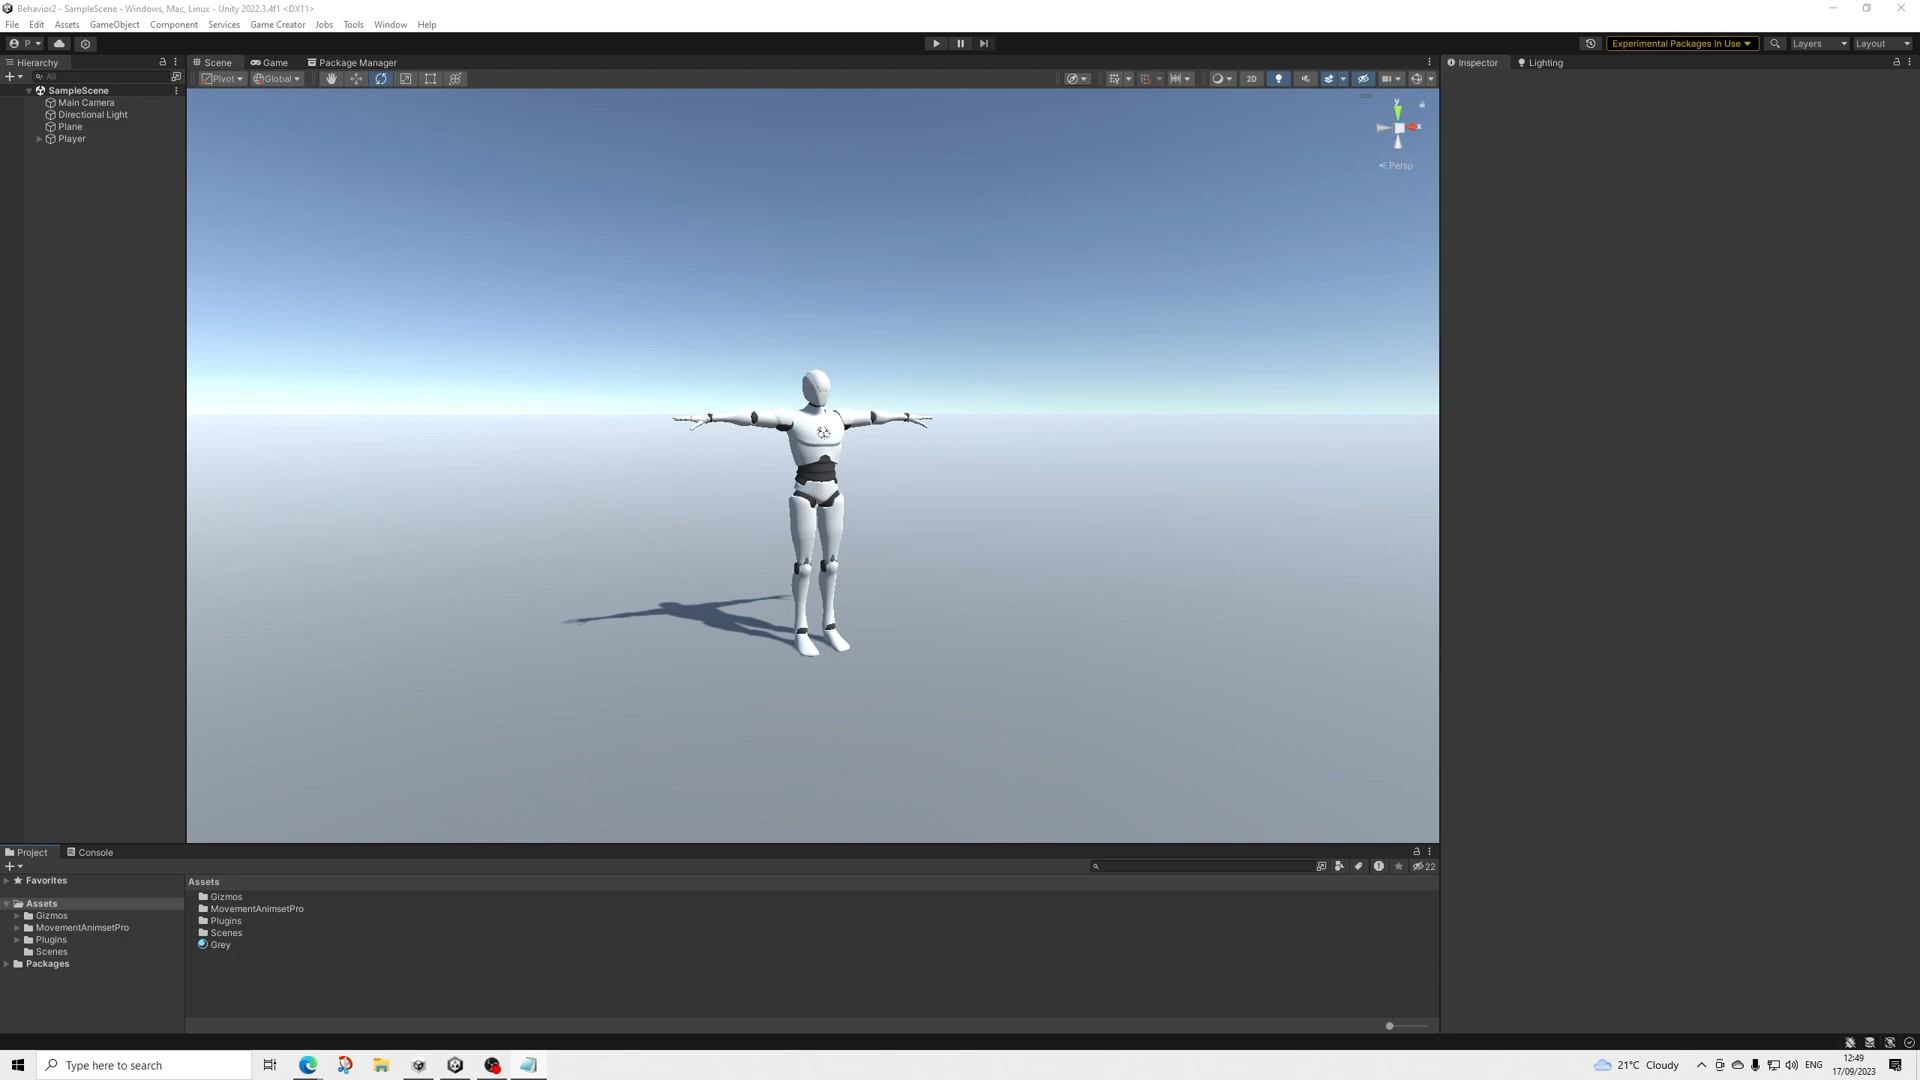 Behavior2 - SampleScene - Windows, Mac, Linux - Unity 2022.3.4f1 <DX11>
File Edit Assets GameObject Component Services Game Creator Jobs Tools Window Help
P Experimental Packages In Use Layers Layout
Hierarchy Scene Game Package Manager Inspector Lighting
All Pivot Global 2D
SampleScene
Main Camera
Directional Light
Plane
Player
y
x
Persp
Project Console
22
Favorites Assets
Gizmos
Assets MovementAnimsetPro
Gizmos Plugins
MovementAnimsetPro Scenes
Plugins Grey
Scenes
Packages
Type here to search 21°C Cloudy ENG 12:49
17/09/2023